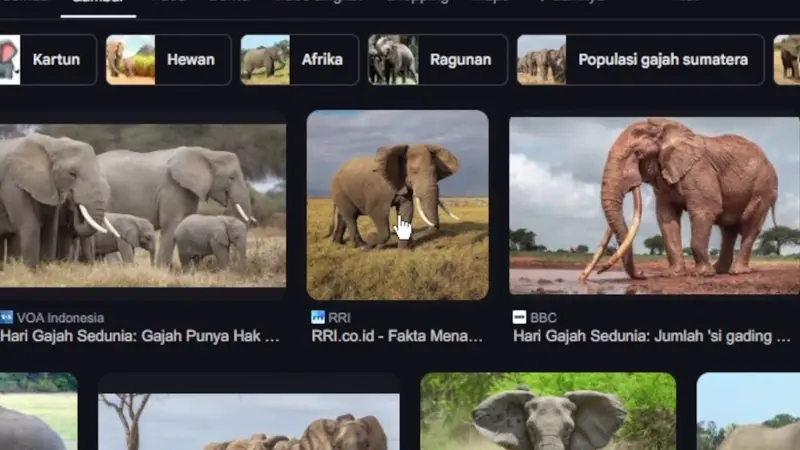 Kartun
Hewan
Afrika
Ragunan
Populasi gajah sumatera
VOA Indonesia
Hari Gajah Sedunia: Gajah Punya Hak ...
RRI
RRI.co.id - Fakta Mena...
BBC
Hari Gajah Sedunia: Jumlah 'si gading ...